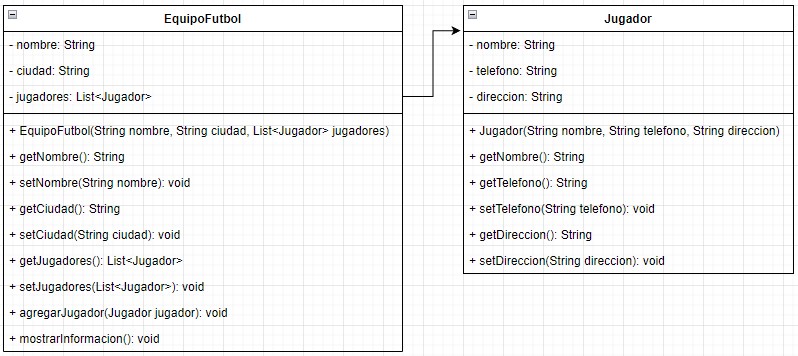 EquipoFutbol
- nombre: String
- ciudad: String
- jugadores: List<Jugador>
+ EquipoFutbol(String nombre, String ciudad, List<Jugador> jugadores)
+ getNombre(): String
+ setNombre(String nombre): void
+ getCiudad(): String
+ setCiudad(String ciudad): void
+ getJugadores(): List<Jugador>
+ setJugadores(List<Jugador>): void
+ agregarJugador(Jugador jugador): void
+ mostrarInformacion(): void
Jugador
- nombre: String
- telefono: String
- direccion: String
+ Jugador(String nombre, String telefono, String direccion)
+ getNombre(): String
+ getTelefono(): String
+ setTelefono(String telefono): void
+ getDireccion(): String
+ setDireccion(String direccion): void